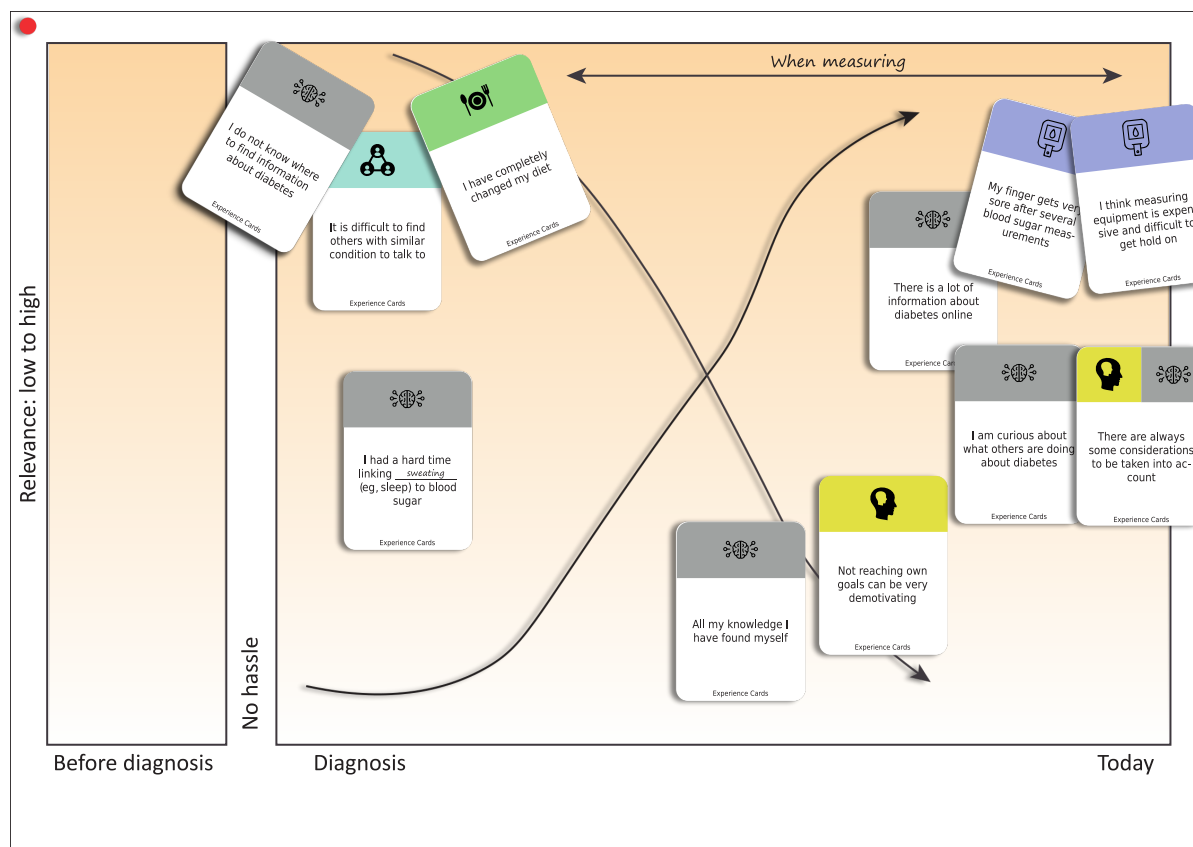 When measuring
I do not know where
to find information
about diabetes
Experience Cards
It is difficult to find
others with similar
condition to talk to
Experience Cards
I have completely
changed my diet
Experience Cards
My finger gets very
sore after several
blood sugar meas-
urements
Experience Cards
I think measuring
equipment is expen-
sive and difficult to
get hold on
Experience Cards
There is a lot of
information about
diabetes online
Experience Cards
I had a hard time
linking sweating
(eg, sleep) to blood
sugar
Experience Cards
I am curious about
what others are doing
about diabetes
Experience Cards
There are always
some considerations
to be taken into ac-
count
Experience Cards
Not reaching own
goals can be very
demotivating
Experience Cards
All my knowledge I
have found myself
Experience Cards
Relevance: low to high
No hassle
Before diagnosis
Diagnosis
Today